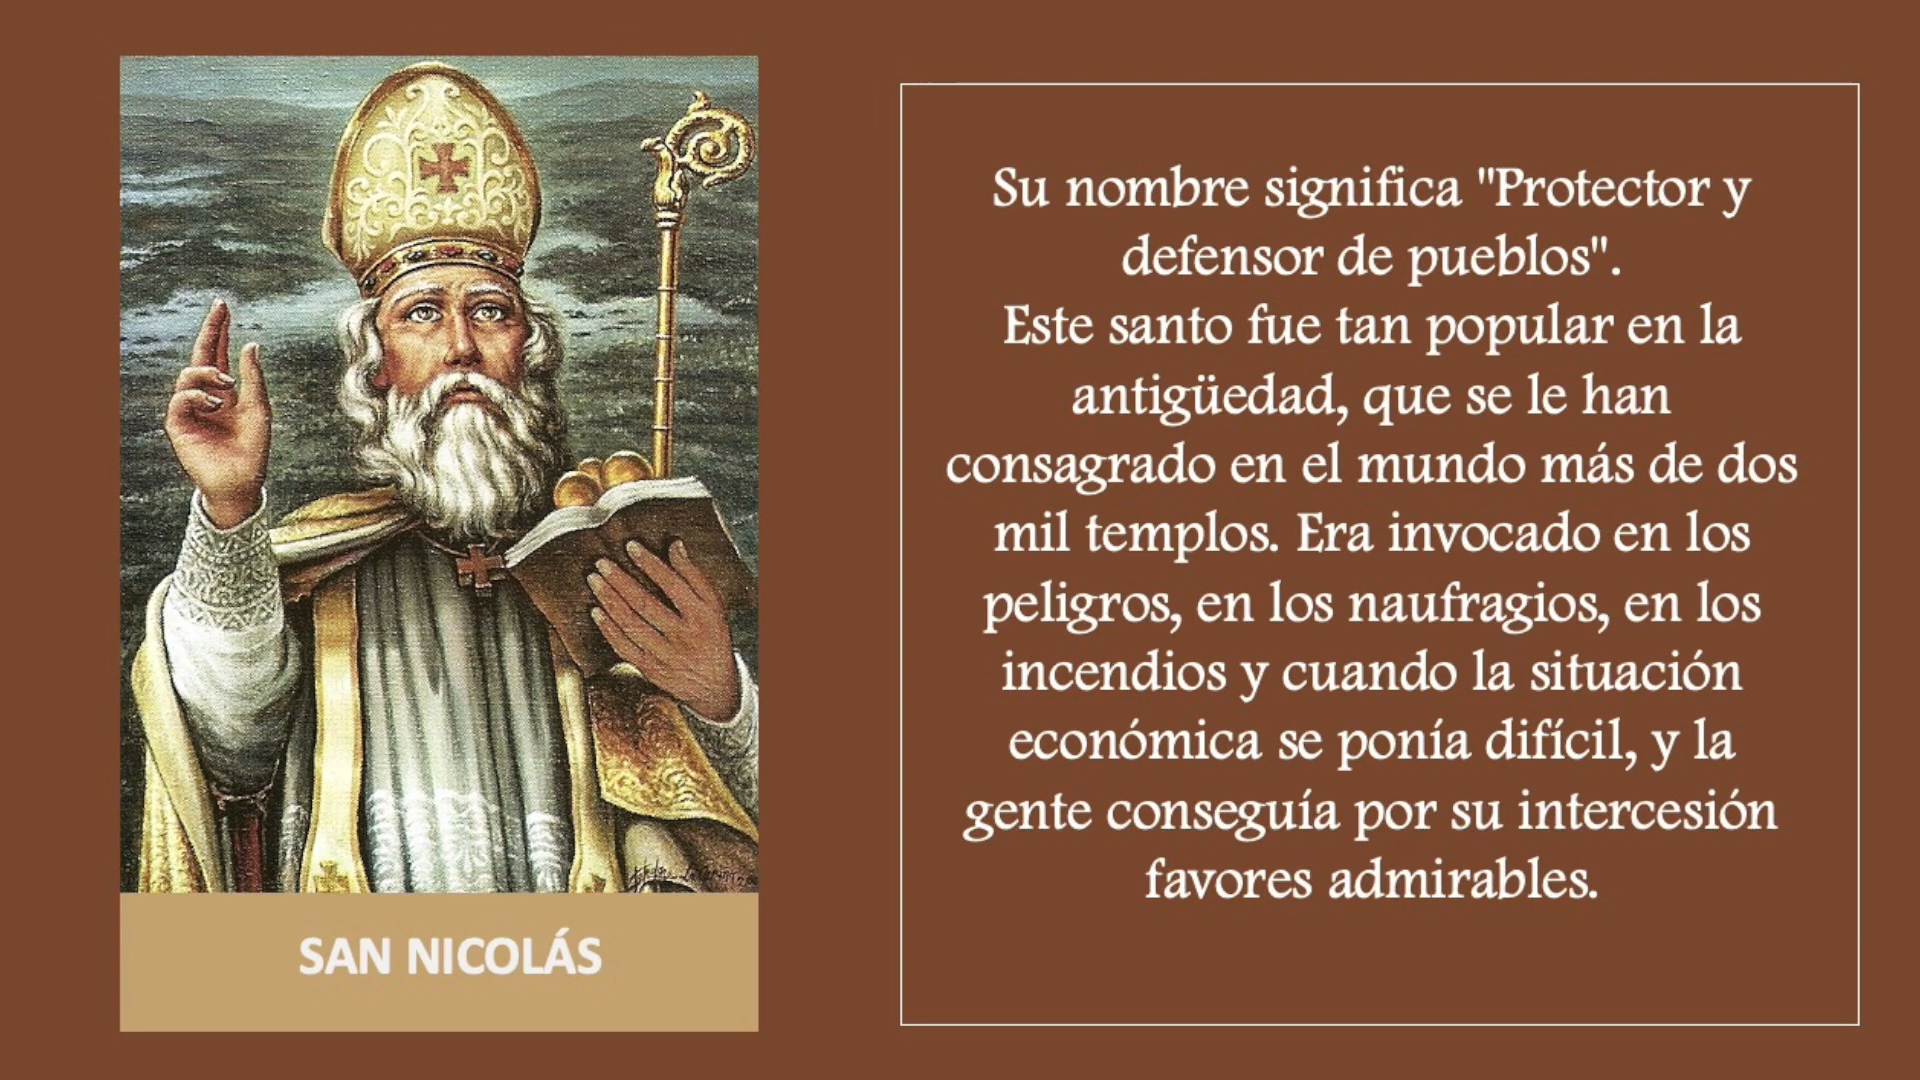 SAN NICOLÁS
Su nombre significa "Protector y
defensor de pueblos".
Este santo fue tan popular en la
antigüedad, que se le han
consagrado en el mundo más de dos
mil templos. Era invocado en los
peligros, en los naufragios, en los
incendios y cuando la situación
económica se ponía difícil, y la
gente conseguía por su intercesión
favores admirables.